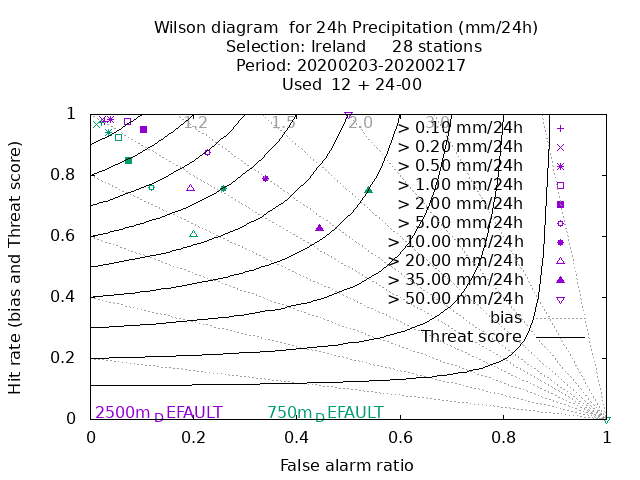 Wilson diagram  for 24h Precipitation (mm/24h)
Selection: Ireland     28 stations
Period: 20200203-20200217
Used  12 + 24-00
Hit rate (bias and Threat score)
1
0.8
0.6
0.4
0.2
0
1.2
1.5
2.0
3.0
> 0.10 mm/24h
> 0.20 mm/24h
> 0.50 mm/24h
> 1.00 mm/24h
> 2.00 mm/24h
> 5.00 mm/24h
> 10.00 mm/24h
> 20.00 mm/24h
> 35.00 mm/24h
> 50.00 mm/24h
bias
Threat score
2500mDEFAULT 750mDEFAULT
0 0.2 0.4 0.6 0.8 1
False alarm ratio